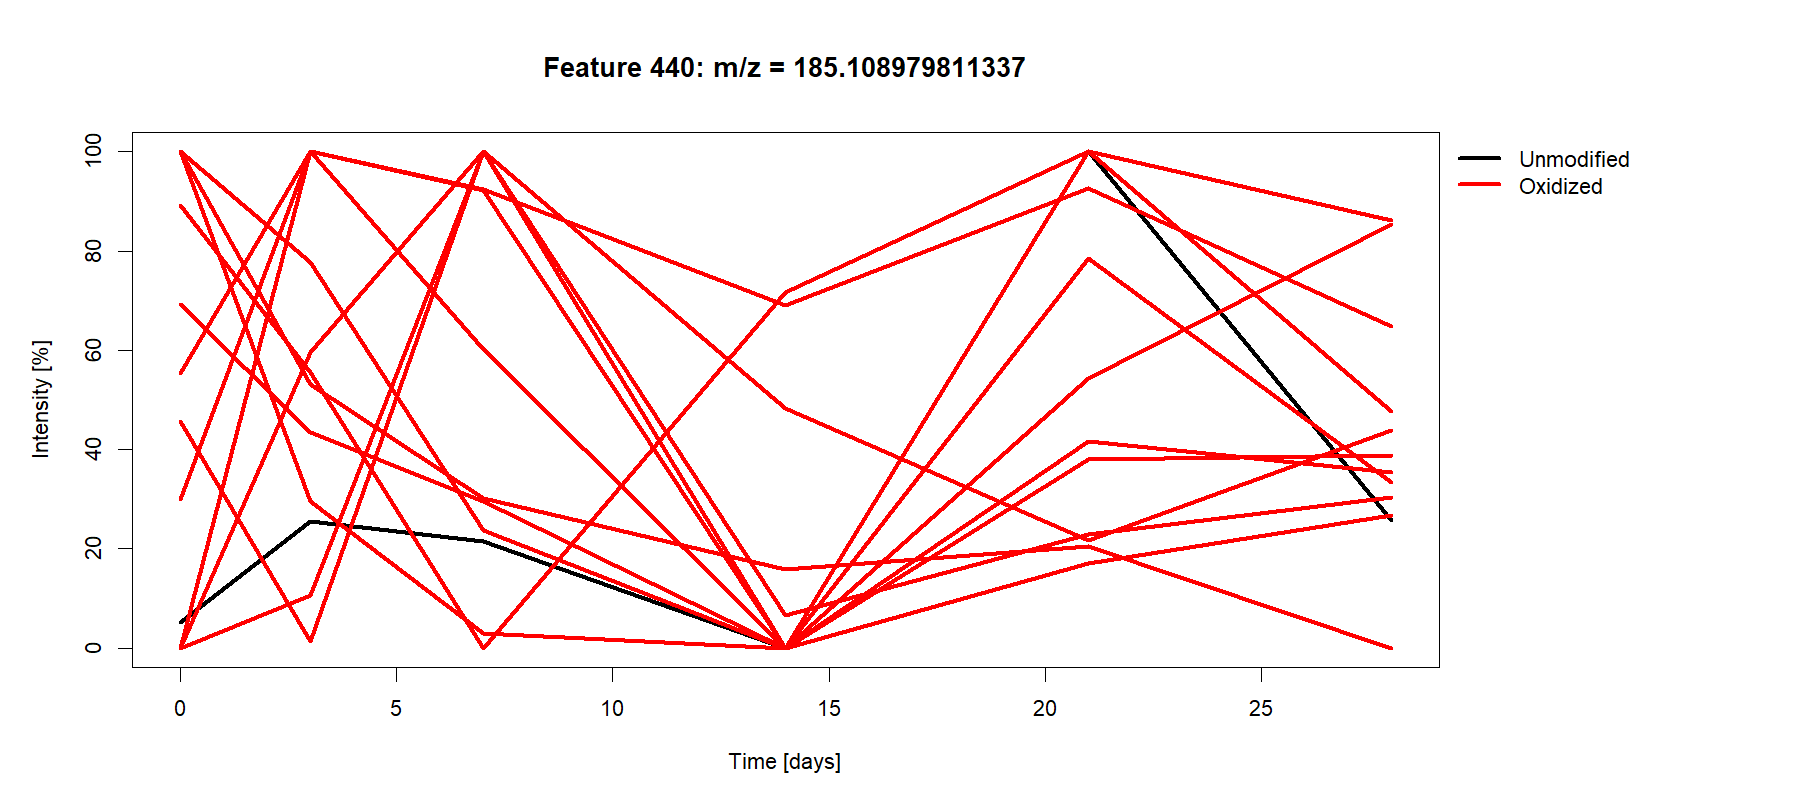 Feature 440: m/z = 185.108979811337
Unmodified
Oxidized
Intensity [%]
100
80
60
40
20
0
0 5 10 15 20 25
Time [days]